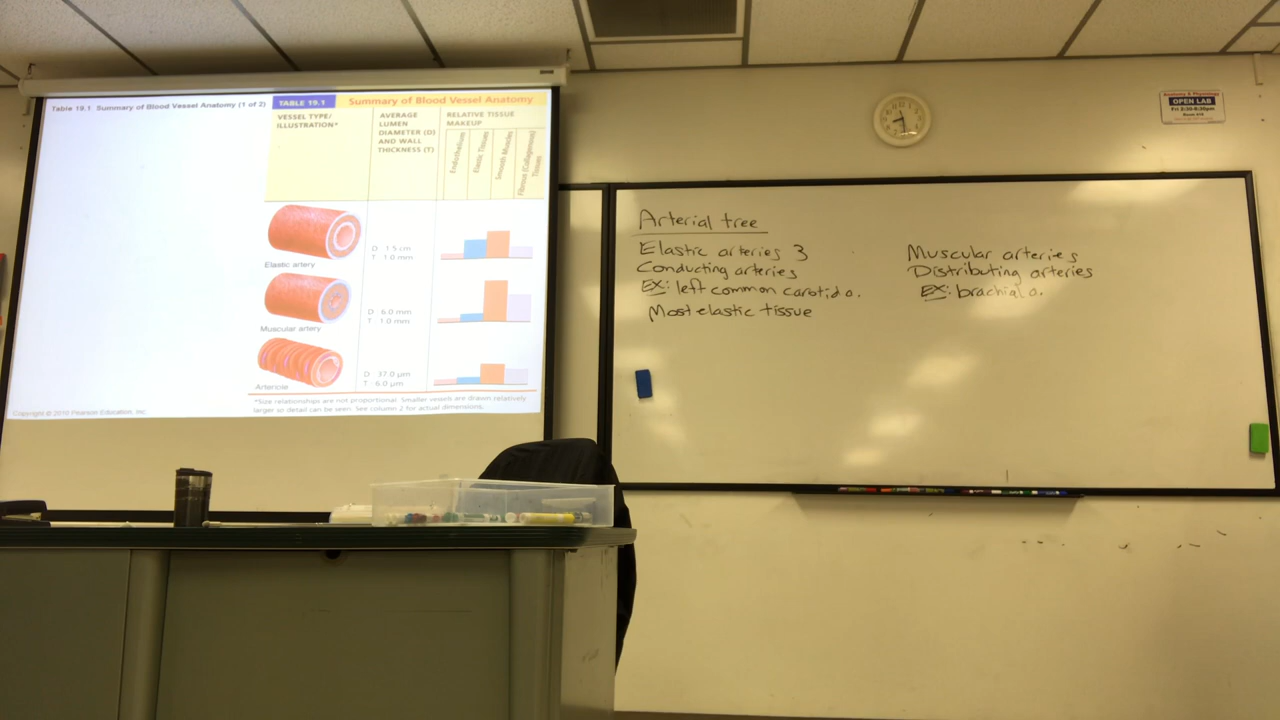 Table 19.1 Summary of Blood Vessel Anatomy (1 of 2)
TABLE 19.1 Summary of Blood Vessel Anatomy
VESSEL TYPE/
ILLUSTRATION*
AVERAGE
LUMEN
DIAMETER (D)
AND WALL
THICKNESS (T)
RELATIVE TISSUE
MAKEUP
Endothelium
Elastic Tissues
Smooth Muscles
Fibrous (Collagenous)
Tissues
Elastic artery
D 1.5 cm
T 1.0 mm
Muscular artery
D 6.0 mm
T 1.0 mm
Arteriole
D 37.0 µm
T 6.0 µm
*Size relationships are not proportional. Smaller vessels are drawn relatively
larger so detail can be seen. See column 2 for actual dimensions.
Copyright © 2010 Pearson Education, Inc.
Arterial tree
Elastic arteries 3
Conducting arteries
EX: left common carotid a.
Most elastic tissue
Muscular arteries
Distributing arteries
EX: brachial a.
Anatomy & Physiology
OPEN LAB